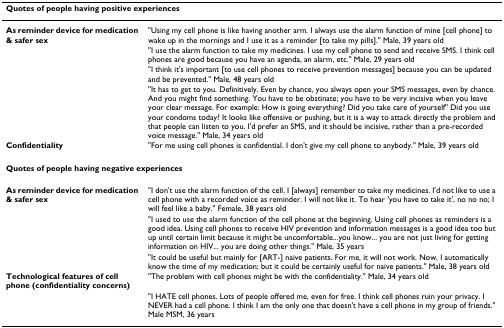 Quotes of people having positive experiences
As reminder device for medication "Using my cell phone is like having another arm. I always use the alarm function of mine [cell phone] to
& safer sex wake up in the mornings and I use it as a reminder [to take my pills]." Male, 39 years old
"I use the alarm function to take my medicines. I use my cell phone to send and receive SMS. I think cell
phones are good because you have an agenda, an alarm, etc." Male, 29 years old
"I think it's important [to use cell phones to receive prevention messages] because you can be updated
and be prevented." Male, 48 years old
"It has to get to you. Definitively. Even by chance, you always open your SMS messages, even by chance.
And you might find something. You have to be obstinate; you have to be very incisive when you leave
your clear message. For example: How is going everything? Did you take care of yourself" Did you use
your condoms today? It looks like offensive or pushing, but it is a way to attack directly the problem and
that people can listen to you. I'd prefer an SMS, and it should be incisive, rather than a pre-recorded
voice message." Male, 34 years old
Confidentiality "For me using cell phones is confidential. I don't give my cell phone to anybody." Male, 39 years old
Quotes of people having negative experiences
As reminder device for medication "I don't use the alarm function of the cell. I [always] remember to take my medicines. I'd not like to use a
& safer sex cell phone with a recorded voice as reminder. I will not like it. To hear 'you have to take it', no no no; I
will feel like a baby." Female, 38 years old
"I used to use the alarm function of the cell phone at the beginning. Using cell phones as reminders is a
good idea. Using cell phones to receive HIV prevention and information messages is a good idea too but
up until certain limit because it might be uncomfortable...you know... you are not just living for getting
information on HIV... you are doing other things." Male, 35 years
"It could be useful but mainly for [ART-] naive patients. For me, it will not work. Now, I automatically
know the time of my medication; but it could be certainly useful for naive patients." Male, 38 years old
Technological features of cell "The problem with cell phones might be with the confidentiality." Male, 34 years old
phone (confidentiality concerns)
"I HATE cell phones. Lots of people offered me, even for free. I think cell phones ruin your privacy. I
NEVER had a cell phone. I think I am the only one that doesn't have a cell phone in my group of friends."
Male MSM, 36 years